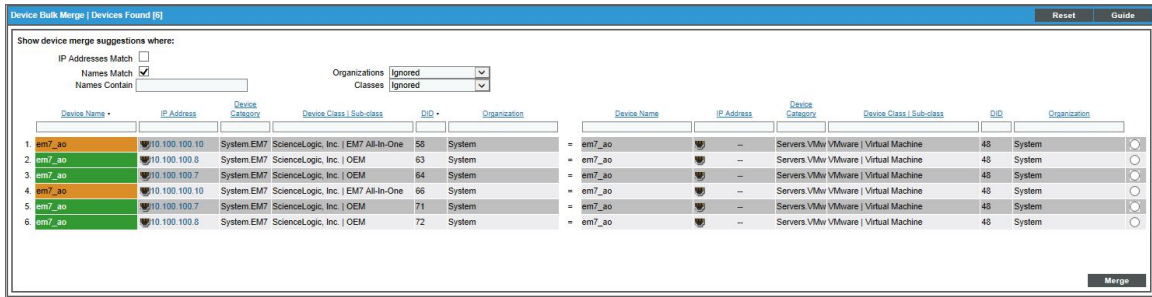 Device Bulk Merge | Devices Found [6] Reset Guide
Show device merge suggestions where:
IP Addresses Match
Names Match Organizations Ignored
Names Contain Classes Ignored
Device Name IP Address Device Category Device Class | Sub-class DID Organization Device Name IP Address Device Category Device Class | Sub-class DID Organization
1. em7_ao 10.100.100.10 System.EM7 ScienceLogic, Inc. | EM7 All-In-One 58 System = em7_ao -- Servers.VMw VMware | Virtual Machine 48 System
2. em7_ao 10.100.100.8 System.EM7 ScienceLogic, Inc. | OEM 63 System = em7_ao -- Servers.VMw VMware | Virtual Machine 48 System
3. em7_ao 10.100.100.7 System.EM7 ScienceLogic, Inc. | OEM 64 System = em7_ao -- Servers.VMw VMware | Virtual Machine 48 System
4. em7_ao 10.100.100.10 System.EM7 ScienceLogic, Inc. | EM7 All-In-One 66 System = em7_ao -- Servers.VMw VMware | Virtual Machine 48 System
5. em7_ao 10.100.100.7 System.EM7 ScienceLogic, Inc. | OEM 71 System = em7_ao -- Servers.VMw VMware | Virtual Machine 48 System
6. em7_ao 10.100.100.8 System.EM7 ScienceLogic, Inc. | OEM 72 System = em7_ao -- Servers.VMw VMware | Virtual Machine 48 System
Merge